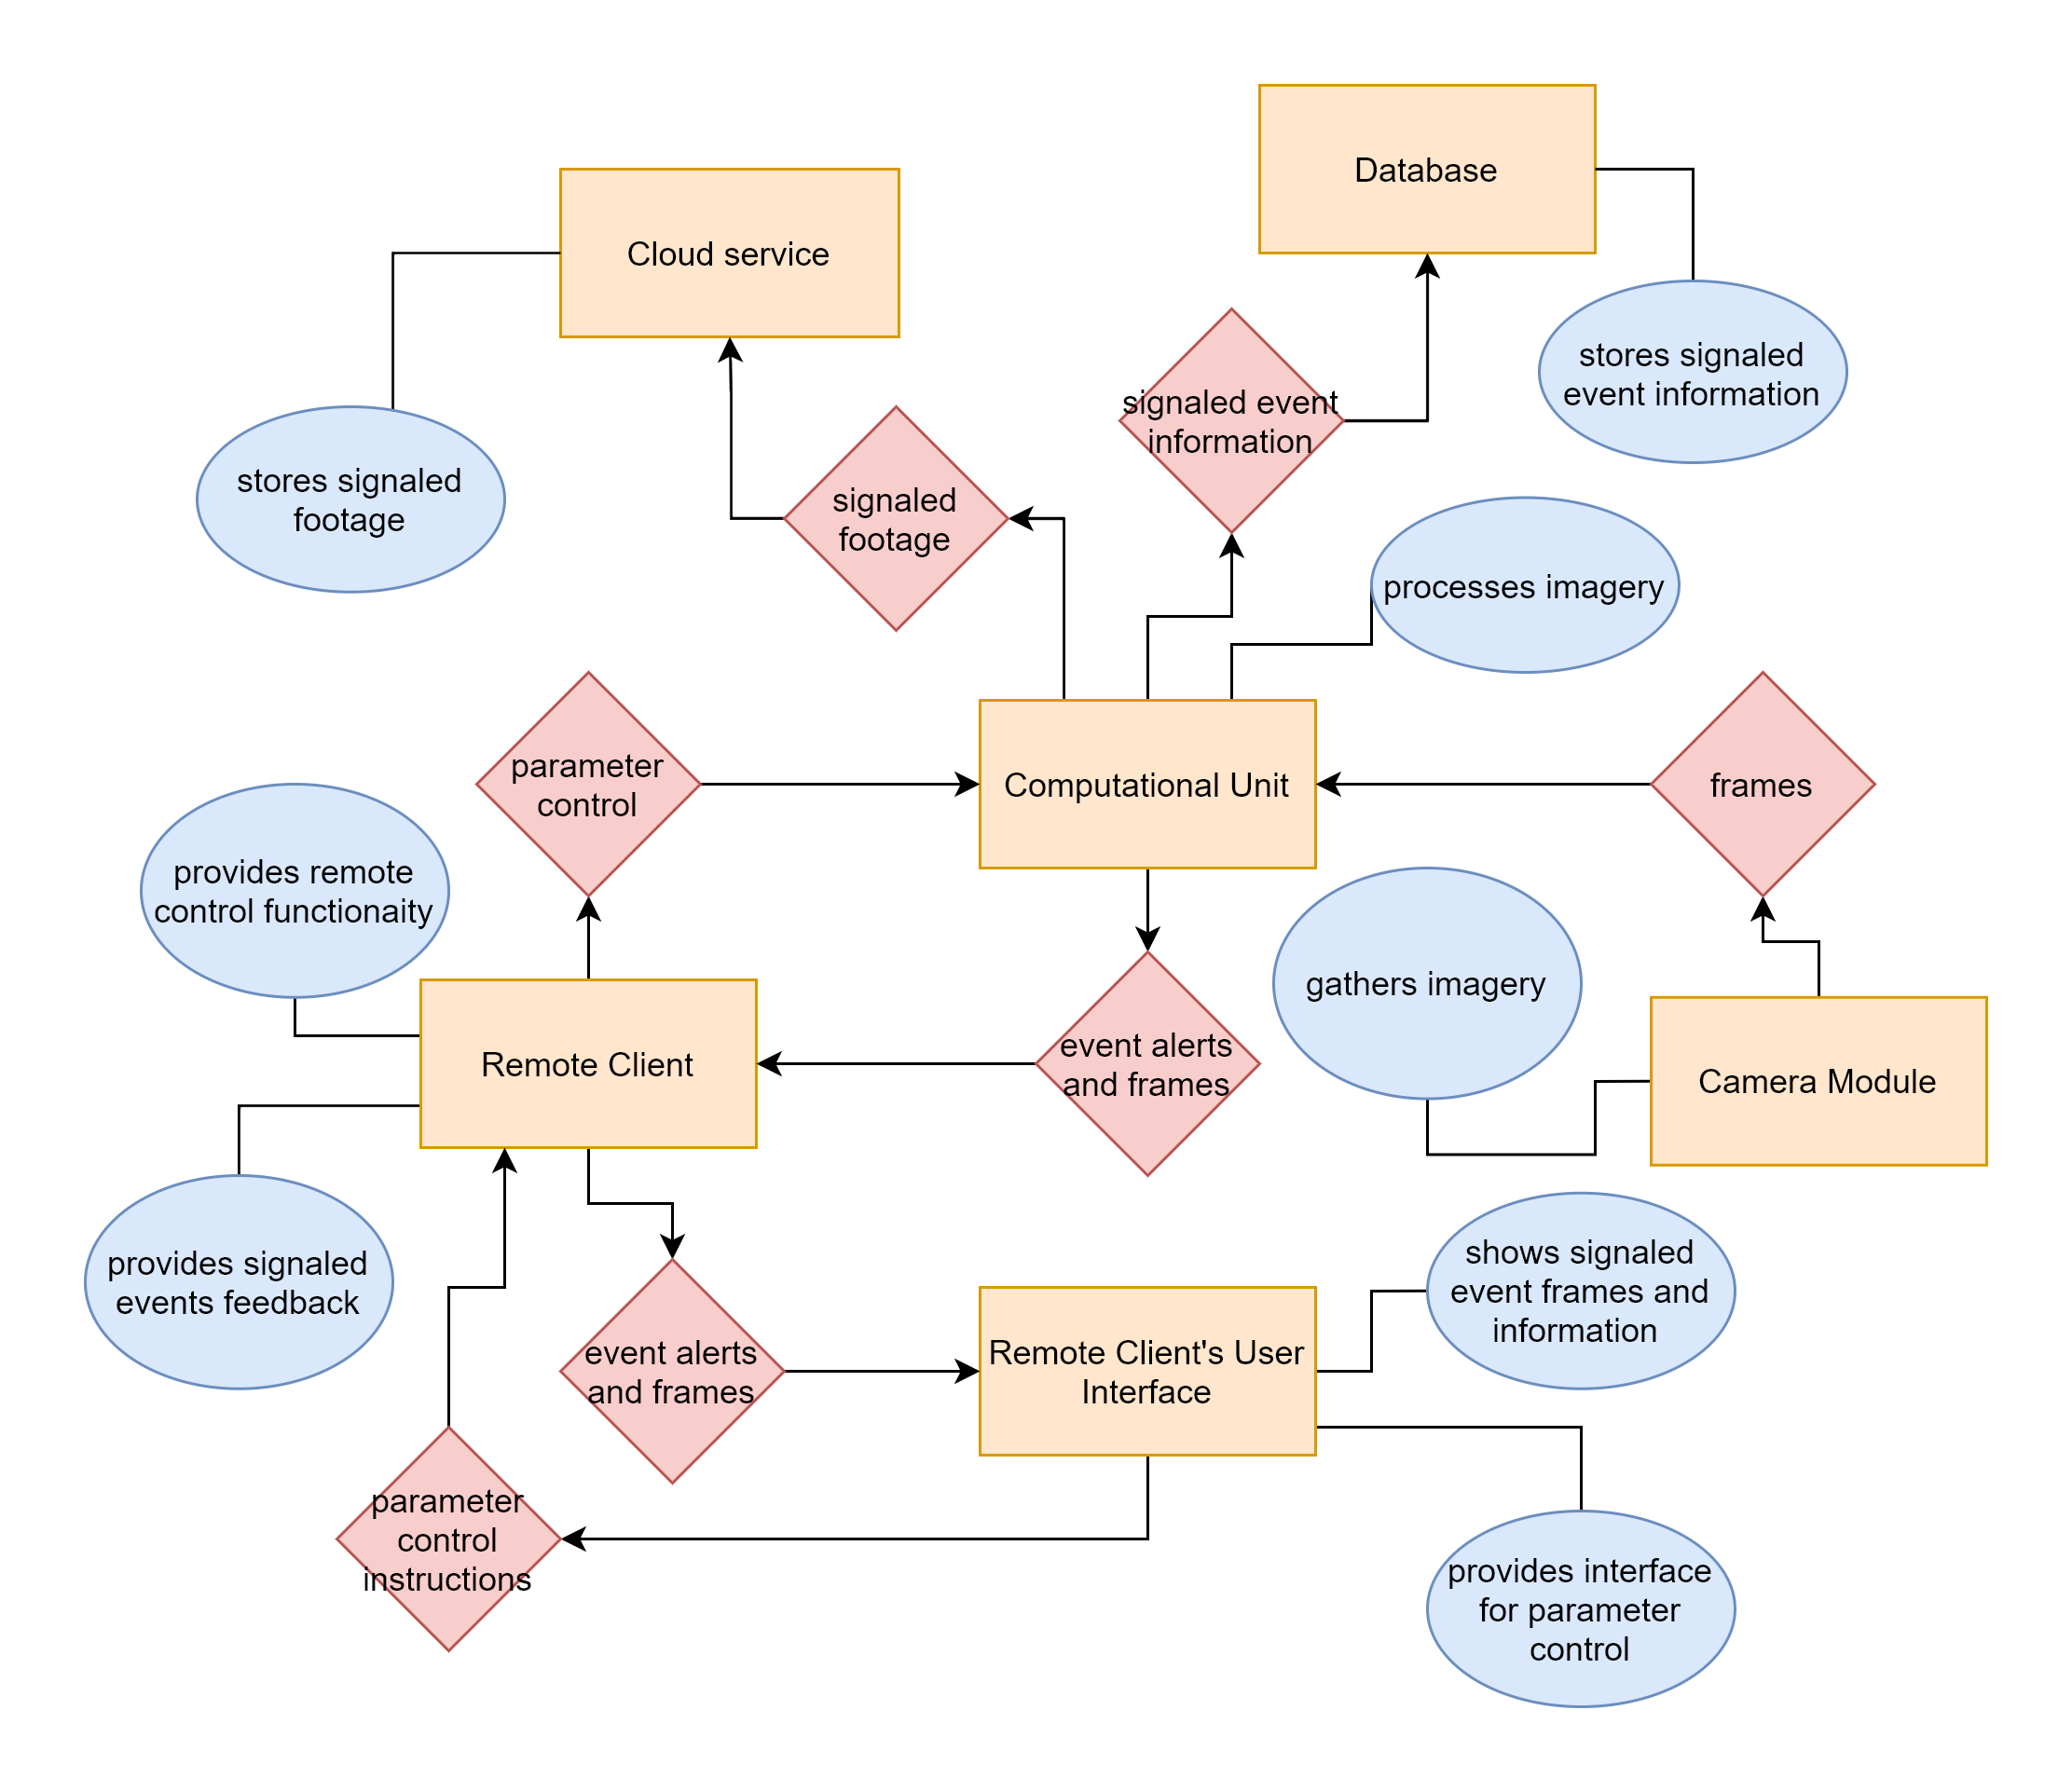 Database
Cloud service
stores signaled
event information
signaled event
information
stores signaled
footage
signaled
footage
processes imagery
parameter
control
Computational Unit
frames
provides remote
control functionaity
gathers imagery
event alerts
and frames
Remote Client
Camera Module
provides signaled
events feedback
shows signaled
event frames and
information
event alerts
and frames
Remote Client's User
Interface
parameter
control
instructions
provides interface
for parameter
control